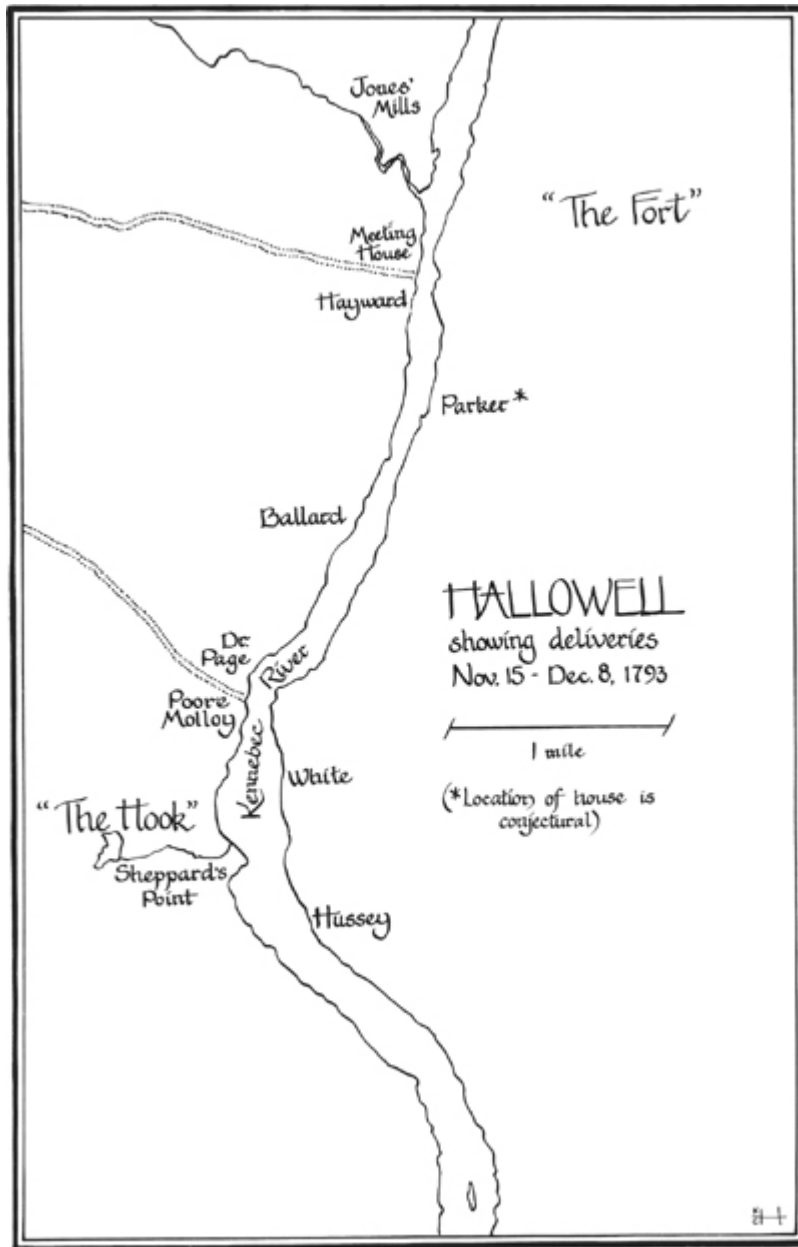 Jones'
Mills
"The Fort"
Meeting
House
Hayward
Parker*
Ballard
HALLOWELL
showing deliveries
Nov. 15 - Dec. 8, 1793
1 mile
(*Location of house is
conjectural)
Dr.
Page
River
Poore
Molloy
Kennebec
White
"The Hook"
Sheppard's
Point
Hussey